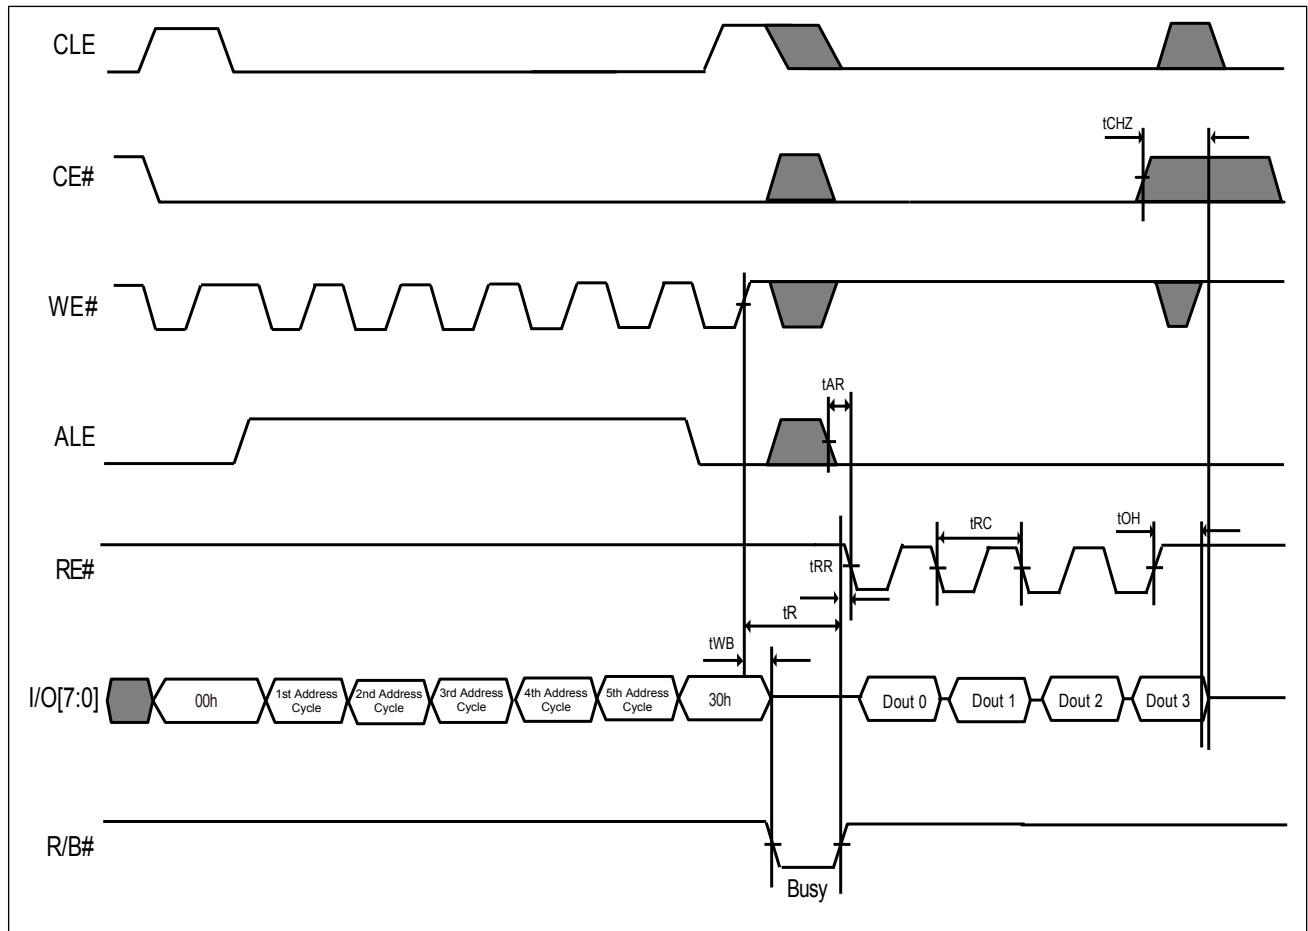 CLE
tCHZ
CE#
WE#
tAR
ALE
tRC
tOH
RE#
tRR
tR
tWB
I/O[7:0]
00h
1st Address
Cycle
2nd Address
Cycle
3rd Address
Cycle
4th Address
Cycle
5th Address
Cycle
30h
Dout 0
Dout 1
Dout 2
Dout 3
R/B#
Busy